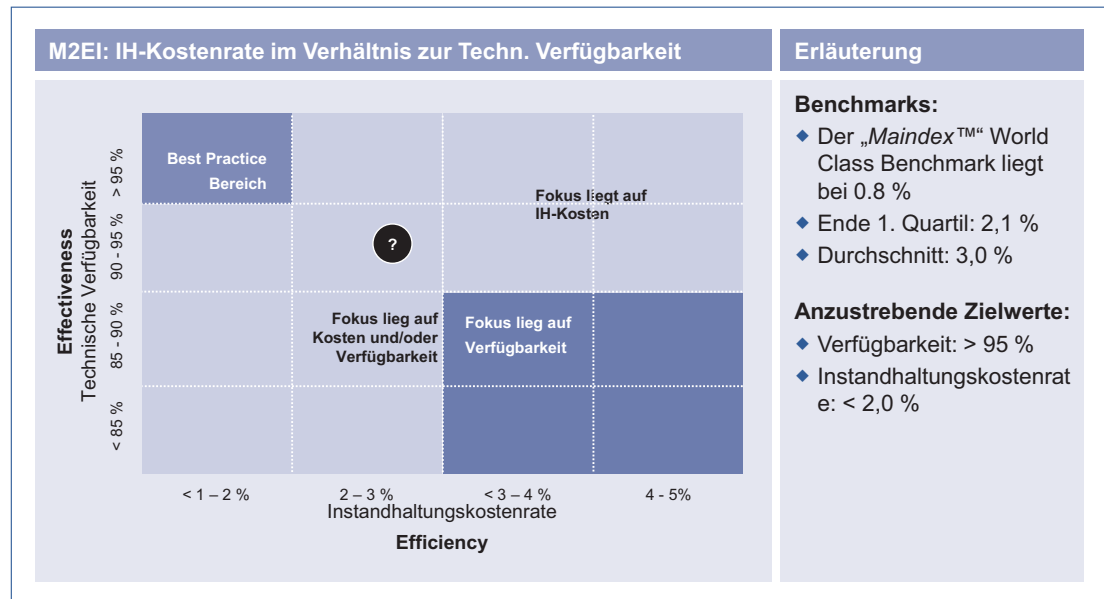 M2EI: IH-Kostenrate im Verhältnis zur Techn. Verfügbarkeit
Effectiveness
Technische Verfügbarkeit
> 95 %
90 - 95 %
85 - 90 %
< 85 %
Best Practice
Bereich
Fokus liegt auf
IH-Kosten
?
Fokus lieg auf
Kosten und/oder
Verfügbarkeit
Fokus lieg auf
Verfügbarkeit
< 1 – 2 %
2 – 3 %
< 3 – 4 %
4 - 5%
Instandhaltungskostenrate
Efficiency
Erläuterung
Benchmarks:
◆ Der „Maindex™“ World
Class Benchmark liegt
bei 0.8 %
◆ Ende 1. Quartil: 2,1 %
◆ Durchschnitt: 3,0 %
Anzustrebende Zielwerte:
◆ Verfügbarkeit: > 95 %
◆ Instandhaltungskostenrat
e: < 2,0 %